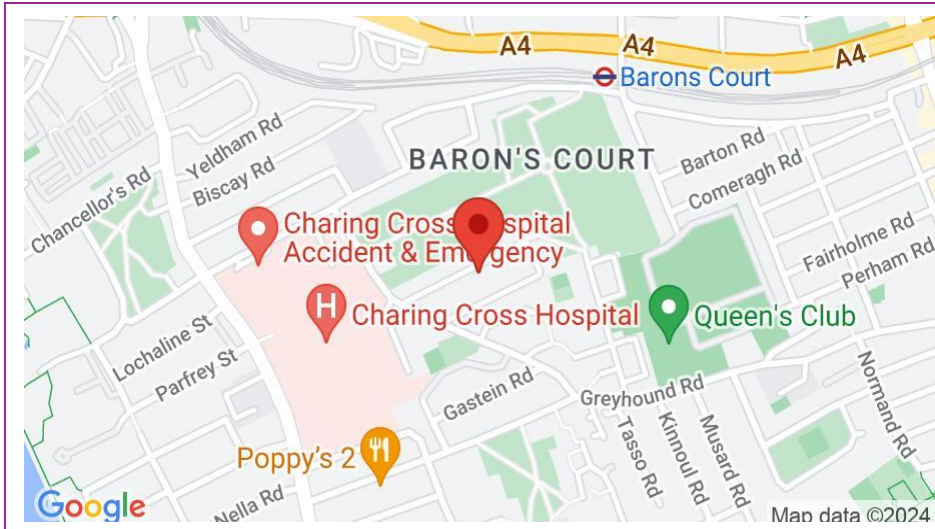 A4
A4
A4
Barons Court
Yeldham Rd
BARON'S COURT
Barton Rd
Biscay Rd
Comeragh Rd
Chancellor's Rd
Charing Cross Hospital
Accident & Emergency
Fairholme Rd
Perham Rd
H
Charing Cross Hospital
Queen's Club
Lochaline St
Parfrey St
Gastein Rd
Greyhound Rd
Normand Rd
Tasso Rd
Kinnoul Rd
Musard Rd
Poppy's 2
Nella Rd
Google
Map data ©2024